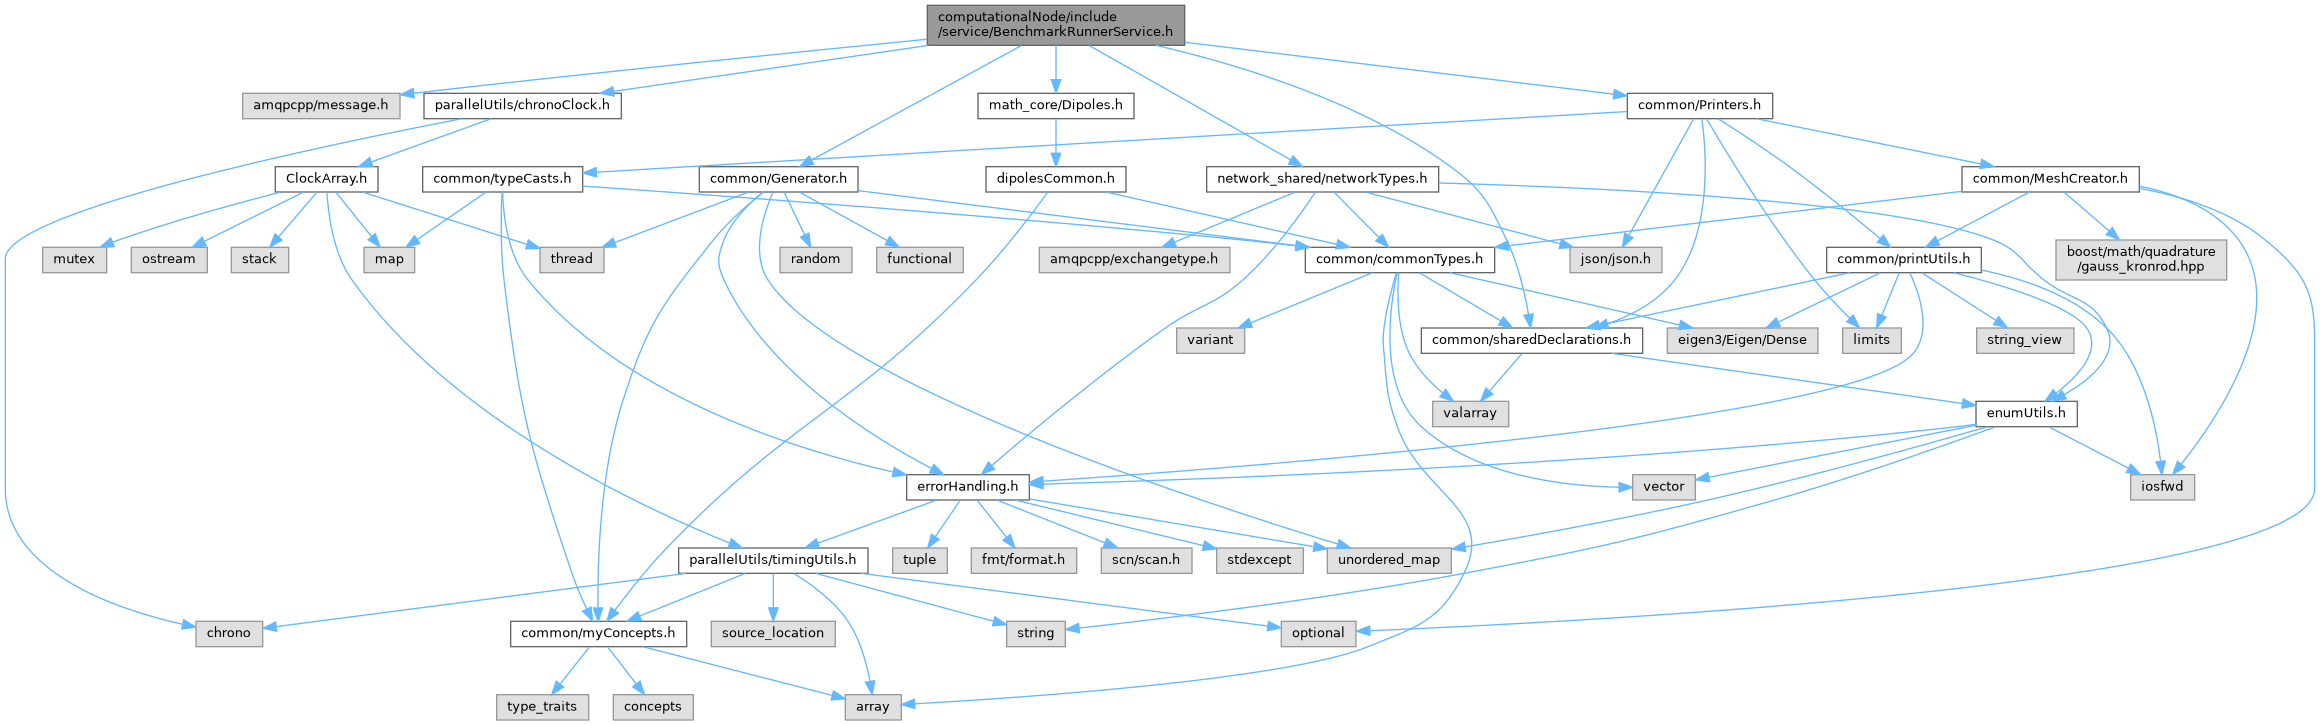 computationalNode/include
/service/BenchmarkRunnerService.h
amqpcpp/message.h
parallelUtils/chronoClock.h
math_core/Dipoles.h
common/Printers.h
ClockArray.h
common/typeCasts.h
common/Generator.h
dipolesCommon.h
network_shared/networkTypes.h
common/MeshCreator.h
mutex
ostream
stack
map
thread
random
functional
amqpcpp/exchangetype.h
common/commonTypes.h
json/json.h
common/printUtils.h
boost/math/quadrature
/gauss_kronrod.hpp
variant
common/sharedDeclarations.h
eigen3/Eigen/Dense
limits
string_view
valarray
enumUtils.h
errorHandling.h
vector
iosfwd
parallelUtils/timingUtils.h
tuple
fmt/format.h
scn/scan.h
stdexcept
unordered_map
chrono
common/myConcepts.h
source_location
string
optional
type_traits
concepts
array